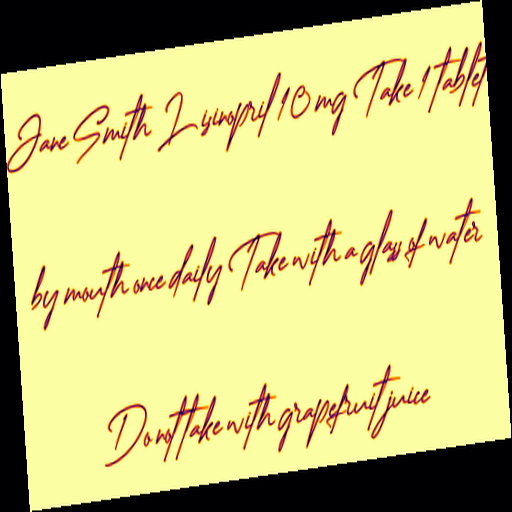 Jane Smith Lisinopril 10 mg Take 1 tablet
by mouth once daily Take with a glass of water
Do not take with grapefruit juice